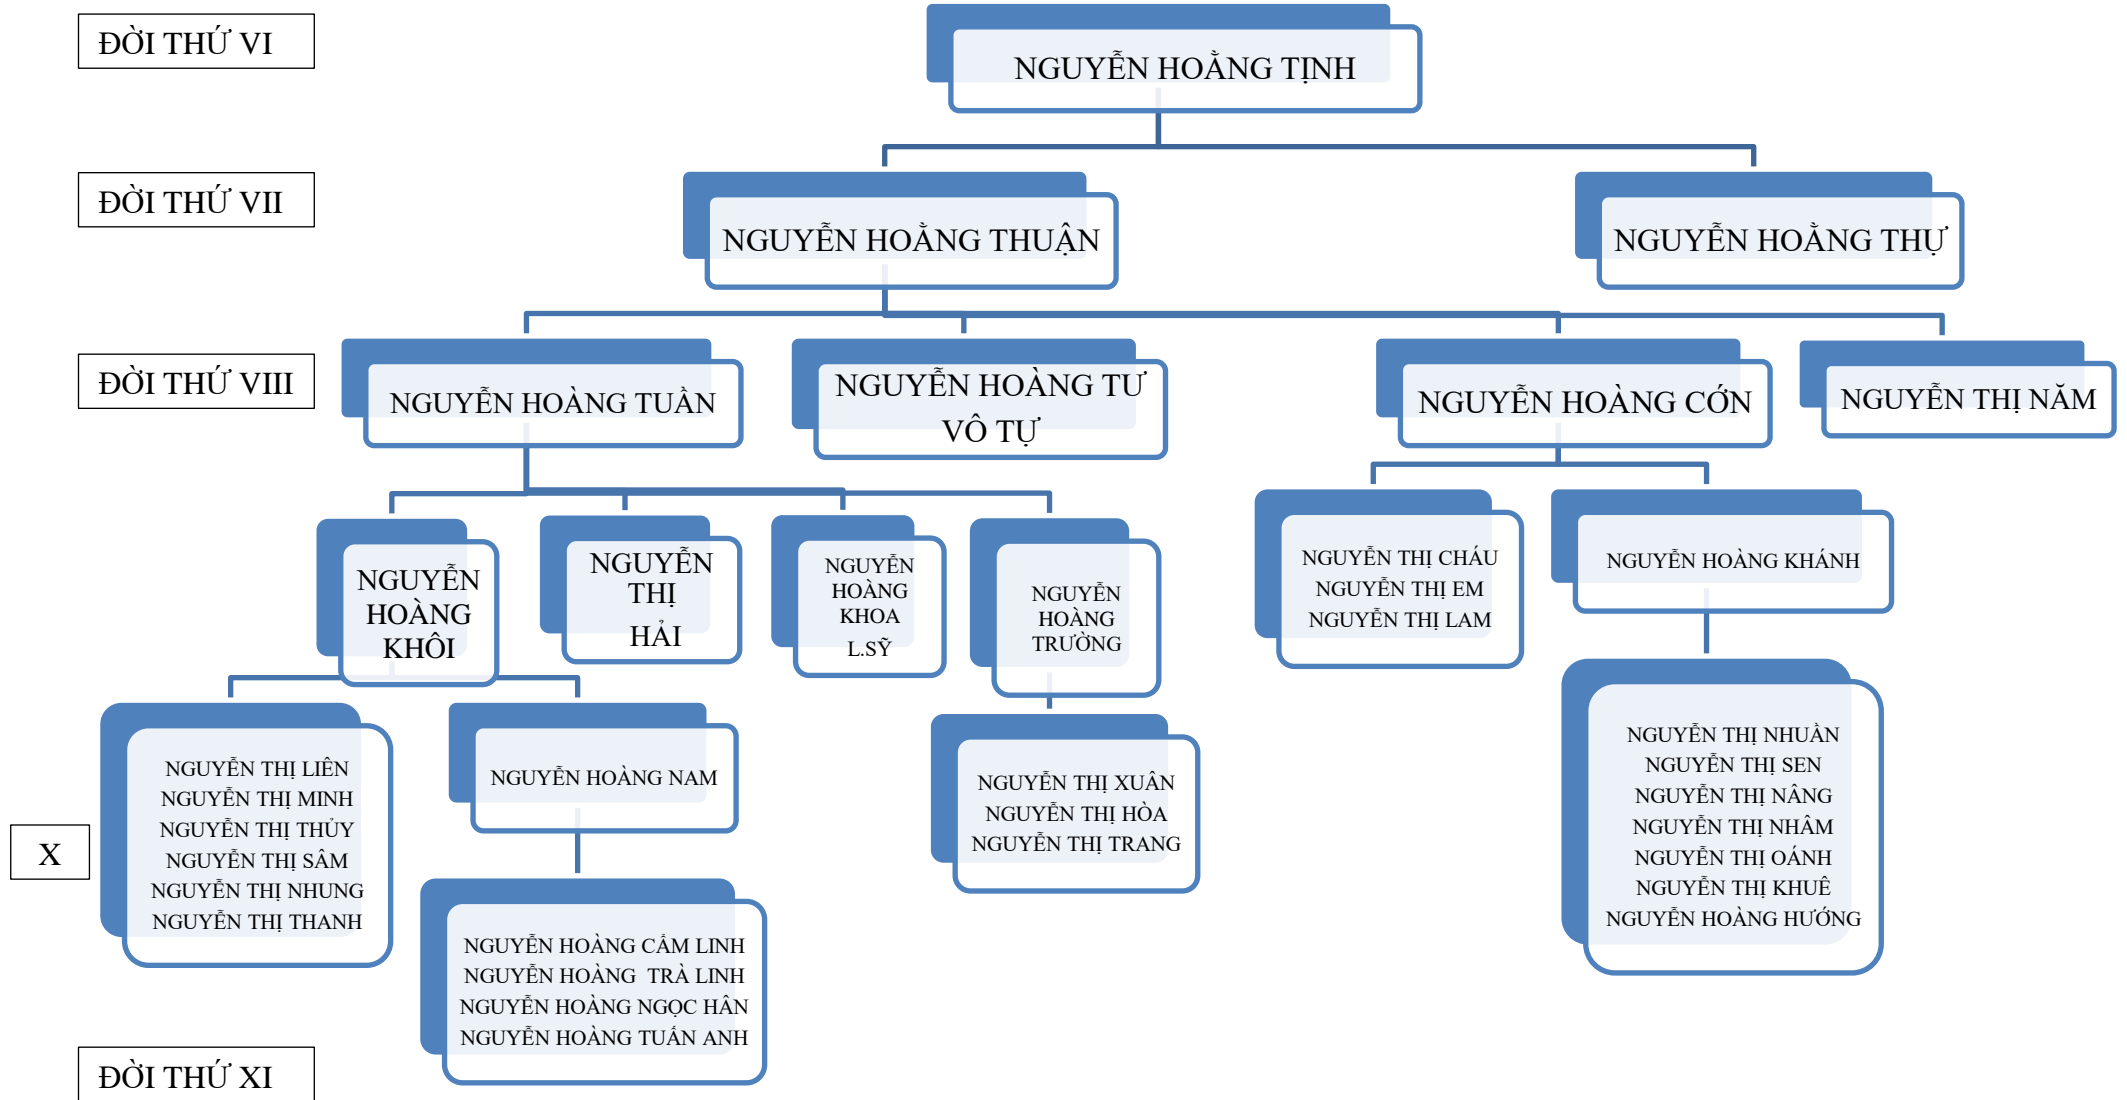 ĐỜI THỨ VI
NGUYỄN HOẰNG TỊNH
ĐỜI THỨ VII
NGUYỄN HOẰNG THUẬN
NGUYỄN HOẰNG THỰ
ĐỜI THỨ VIII
NGUYỄN HOÀNG TUẦN
NGUYỄN HOÀNG TƯ
VÔ TỰ
NGUYỄN HOÀNG CỚN
NGUYỄN THỊ NĂM
NGUYỄN
HOÀNG
KHÔI
NGUYỄN
THỊ
HẢI
NGUYỄN
HOÀNG
KHOA
L.SỸ
NGUYỄN
HOÀNG
TRƯỜNG
NGUYỄN THỊ CHÁU
NGUYỄN THỊ EM
NGUYỄN THỊ LAM
NGUYỄN HOÀNG KHÁNH
X
NGUYỄN THỊ LIÊN
NGUYỄN THỊ MINH
NGUYỄN THỊ THỦY
NGUYỄN THỊ SÂM
NGUYỄN THỊ NHUNG
NGUYỄN THỊ THANH
NGUYỄN HOÀNG NAM
NGUYỄN THỊ XUÂN
NGUYỄN THỊ HÒA
NGUYỄN THỊ TRANG
NGUYỄN THỊ NHUẦN
NGUYỄN THỊ SEN
NGUYỄN THỊ NÂNG
NGUYỄN THỊ NHÂM
NGUYỄN THỊ OÁNH
NGUYỄN THỊ KHUÊ
NGUYỄN HOÀNG HƯỚNG
NGUYỄN HOÀNG CẨM LINH
NGUYỄN HOÀNG TRÀ LINH
NGUYỄN HOÀNG NGỌC HÂN
NGUYỄN HOÀNG TUẤN ANH
ĐỜI THỨ XI